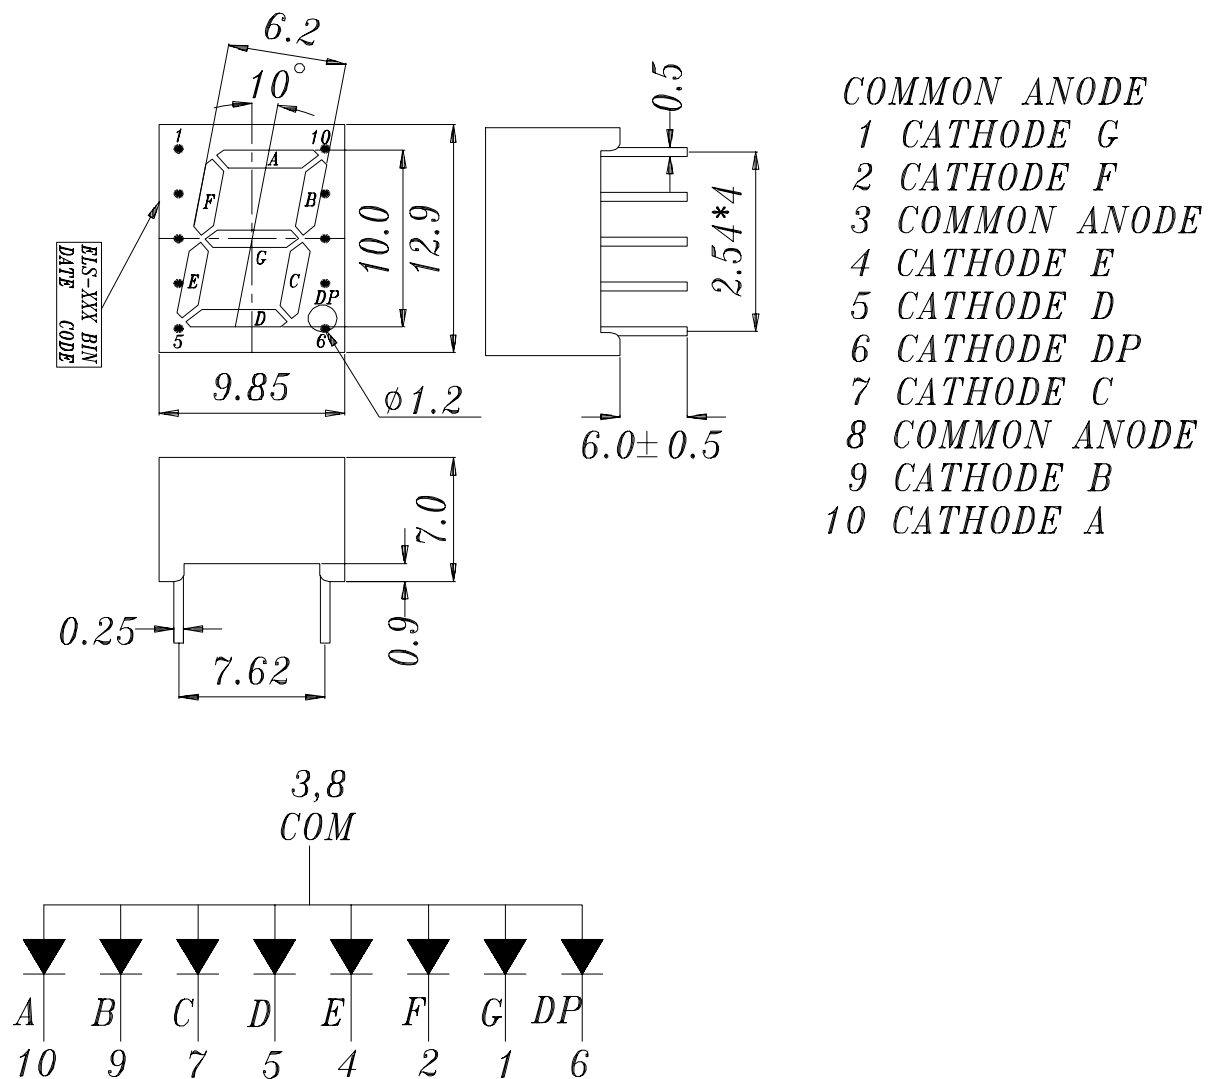 6.2
10°
1
10
A
F
B
G
E
C
DP
D
5
6
10.0
12.9
ELS-XXX BIN
DATE CODE
9.85
ϕ1.2
0.5
2.54*4
6.0±0.5
7.0
0.9
0.25
7.62
COMMON ANODE
1 CATHODE G
2 CATHODE F
3 COMMON ANODE
4 CATHODE E
5 CATHODE D
6 CATHODE DP
7 CATHODE C
8 COMMON ANODE
9 CATHODE B
10 CATHODE A
3,8
COM
A B C D E F G DP
10 9 7 5 4 2 1 6